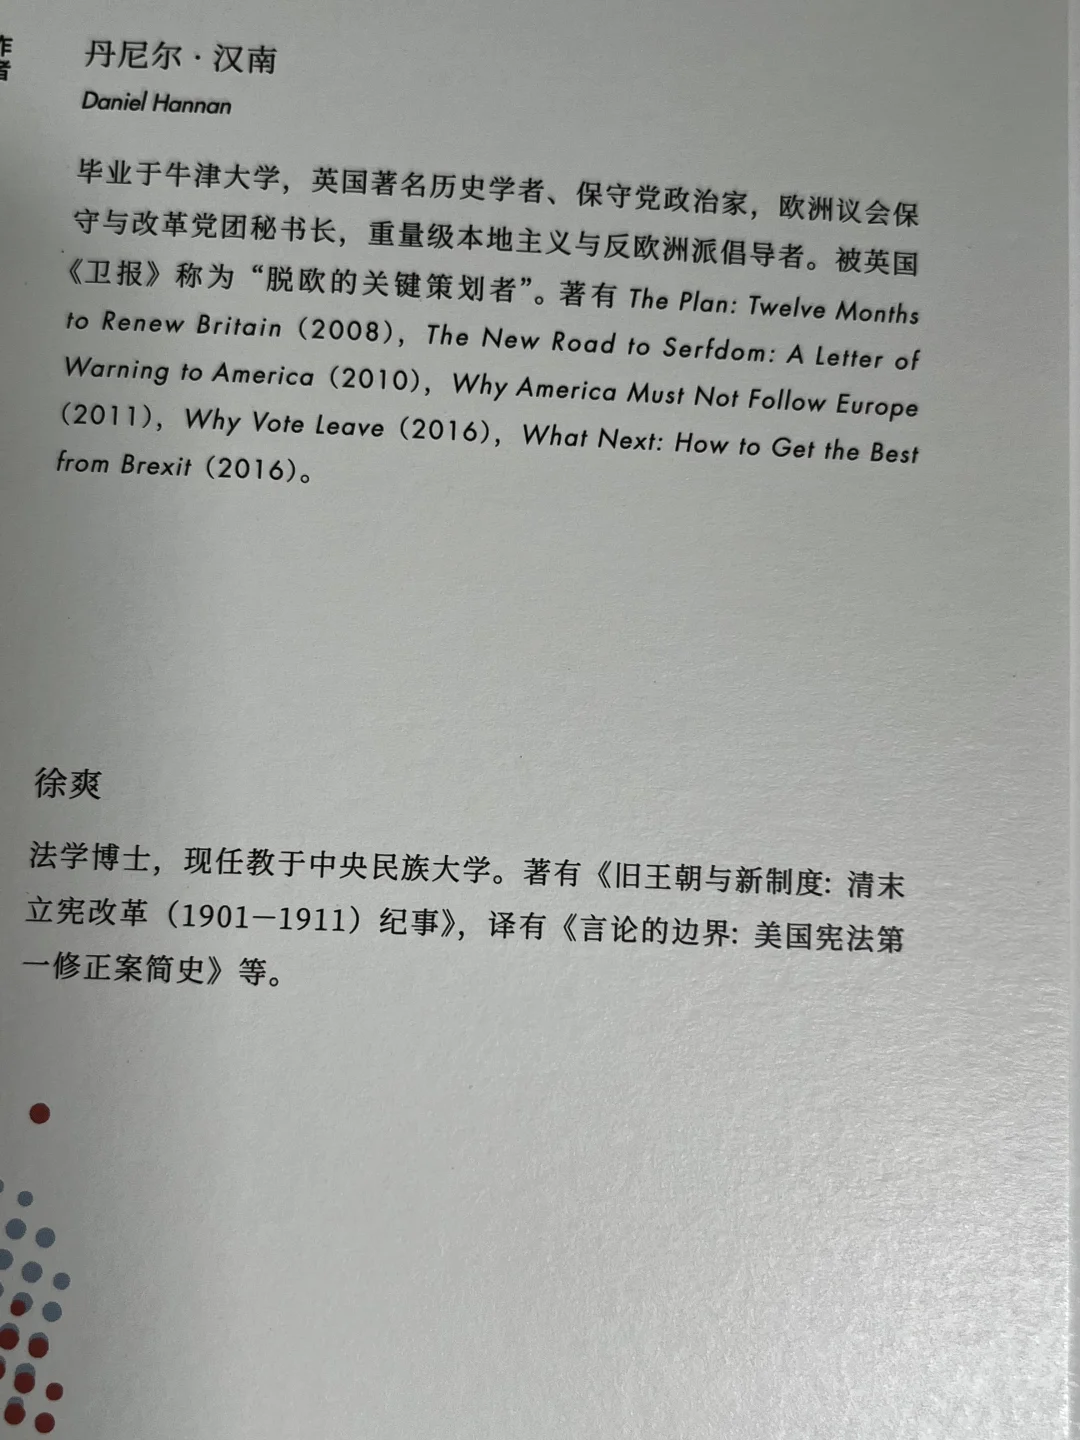 作者
丹尼尔·汉南
Daniel Hannan
毕业于牛津大学，英国著名历史学者、保守党政治家，欧洲议会保
守与改革党团秘书长，重量级本地主义与反欧洲派倡导者。被英国
《卫报》称为“脱欧的关键策划者”。著有 The Plan: Twelve Months
to Renew Britain（2008），The New Road to Serfdom: A Letter of
Warning to America（2010），Why America Must Not Follow Europe
（2011），Why Vote Leave（2016），What Next: How to Get the Best
from Brexit（2016）。
徐爽
法学博士，现任教于中央民族大学。著有《旧王朝与新制度: 清末
立宪改革（1901—1911）纪事》，译有《言论的边界: 美国宪法第
一修正案简史》等。